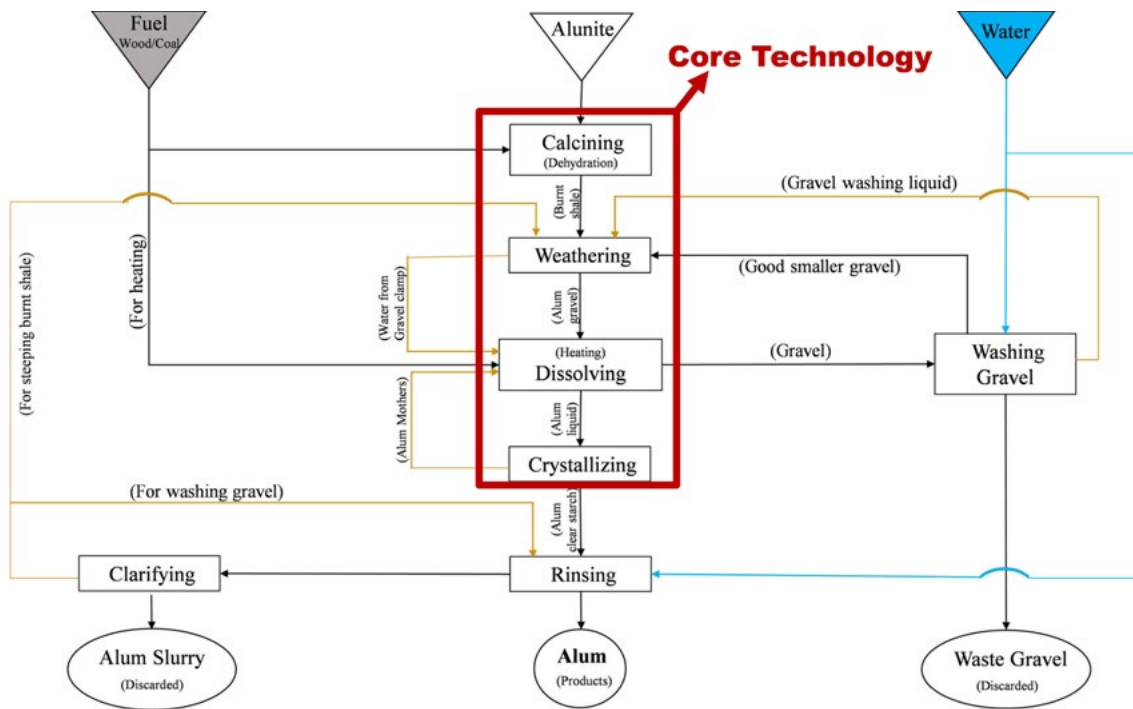 Fuel
Wood/Coal
Alunite
Water
Core Technology
Calcining
(Dehydration)
(Burnt
shale)
(Gravel washing liquid)
Weathering
(Good smaller gravel)
(For heating)
(For steeping burnt shale)
(Water from
Gravel clamp)
(Alum
gravel)
(Heating)
Dissolving
(Gravel)
Washing
Gravel
(Alum Mothers)
(Alum
liquid)
Crystallizing
(For washing gravel)
(Alum
clear starch)
Clarifying
Rinsing
Alum Slurry
(Discarded)
Alum
(Products)
Waste Gravel
(Discarded)